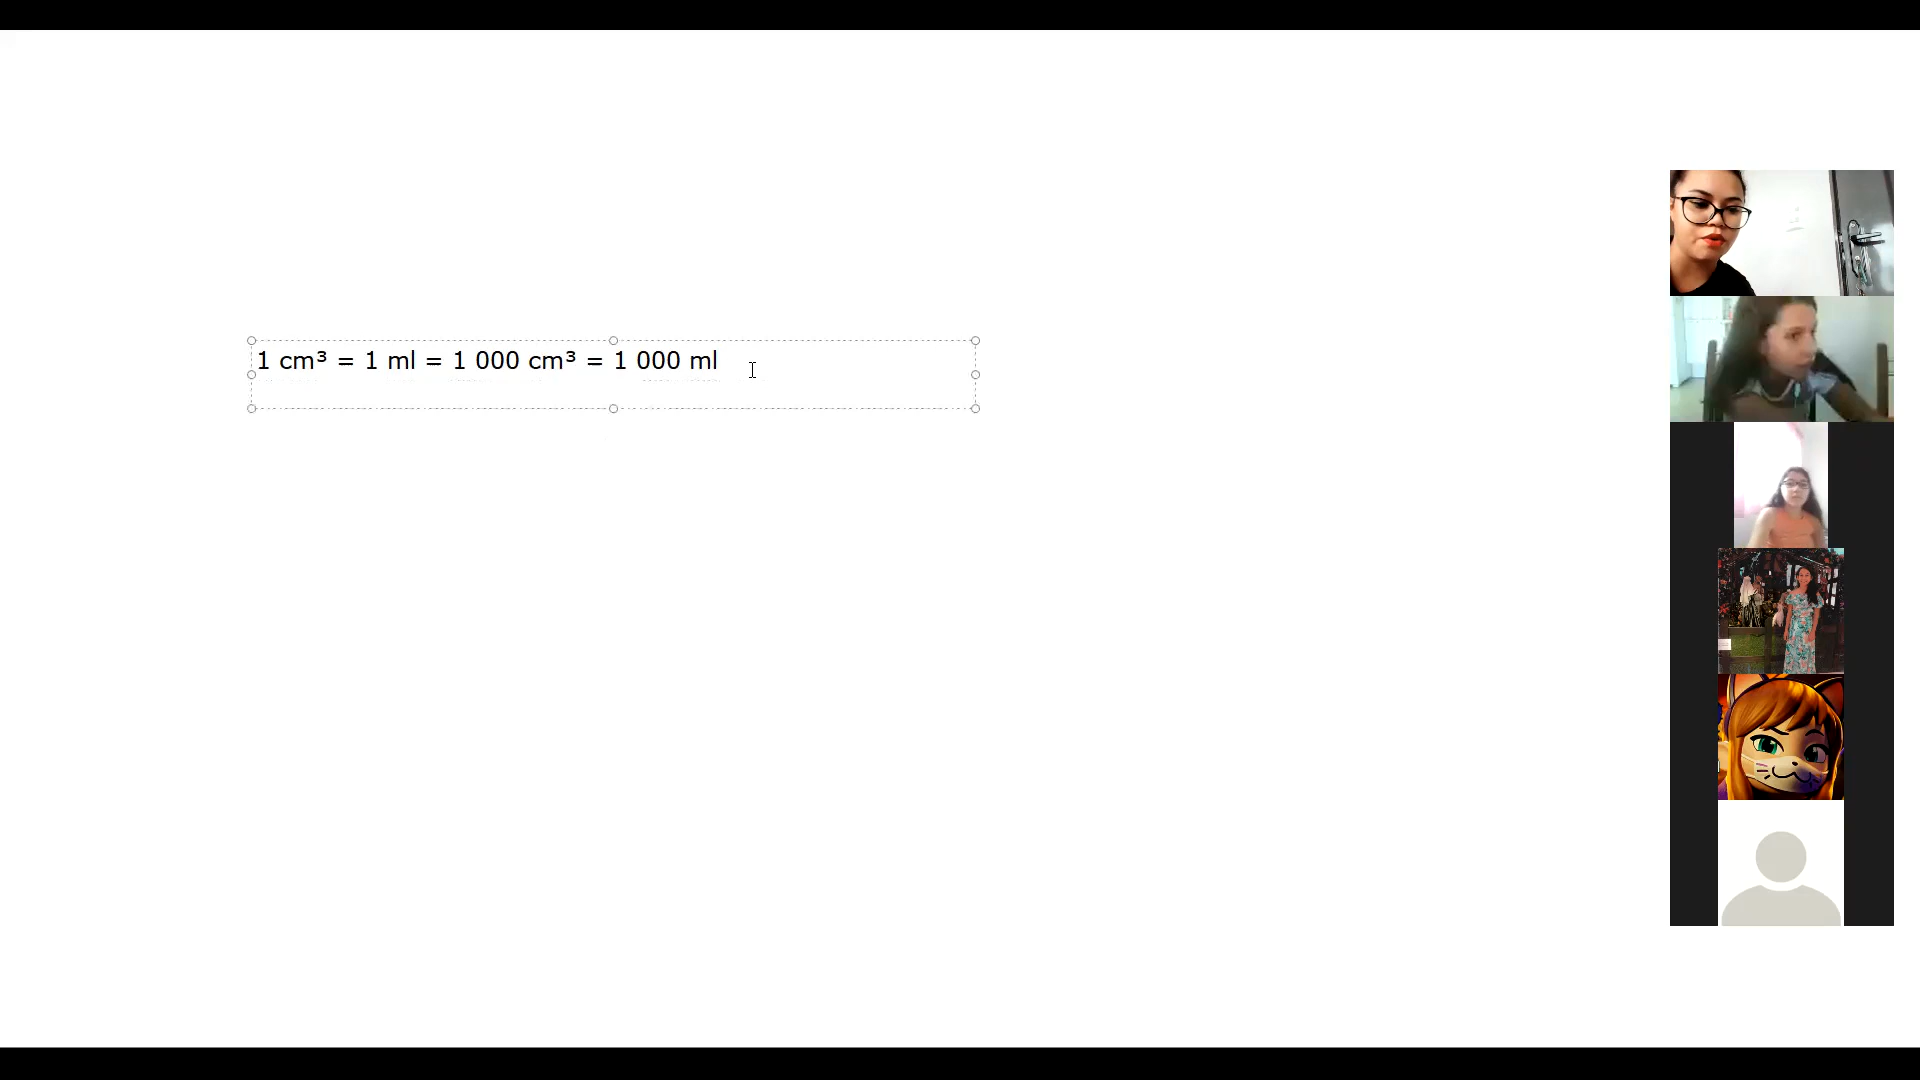 1 cm³ = 1 ml = 1 000 cm³ = 1 000 ml